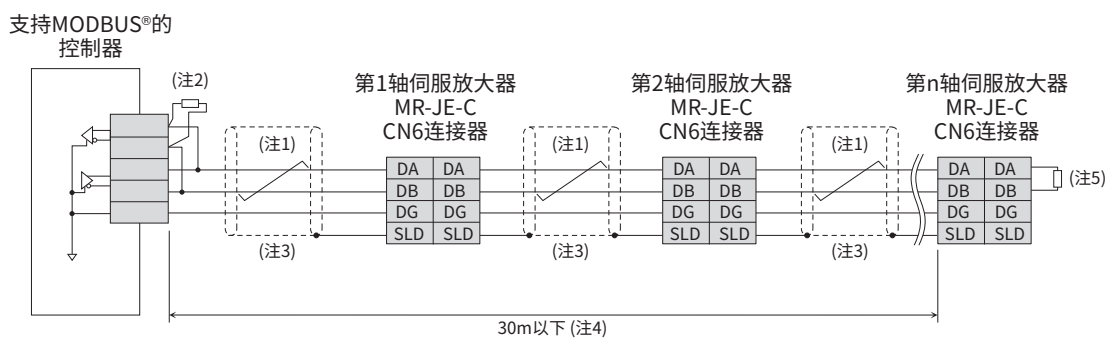 支持MODBUS®的
控制器
(注2)
第1轴伺服放大器
MR-JE-C
CN6连接器
第2轴伺服放大器
MR-JE-C
CN6连接器
第n轴伺服放大器
MR-JE-C
CN6连接器
(注1)
(注1)
(注1)
DA DA
DB DB
DG DG
SLD SLD
DA DA
DB DB
DG DG
SLD SLD
DA DA
DB DB
DG DG
SLD SLD
(注5)
(注3)
(注3)
(注3)
30m以下 (注4)